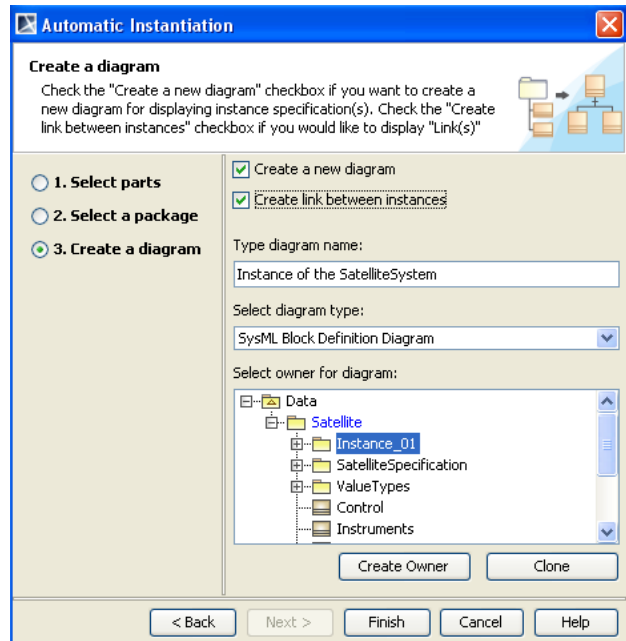 Automatic Instantiation
Create a diagram
Check the "Create a new diagram" checkbox if you want to create a
new diagram for displaying instance specification(s). Check the "Create
link between instances" checkbox if you would like to display "Link(s)"
1. Select parts
2. Select a package
3. Create a diagram
Create a new diagram
Create link between instances
Type diagram name:
Instance of the SatelliteSystem
Select diagram type:
SysML Block Definition Diagram
Select owner for diagram:
Data
Satellite
Instance_01
SatelliteSpecification
ValueTypes
Control
Instruments
Create Owner
Clone
< Back
Next >
Finish
Cancel
Help